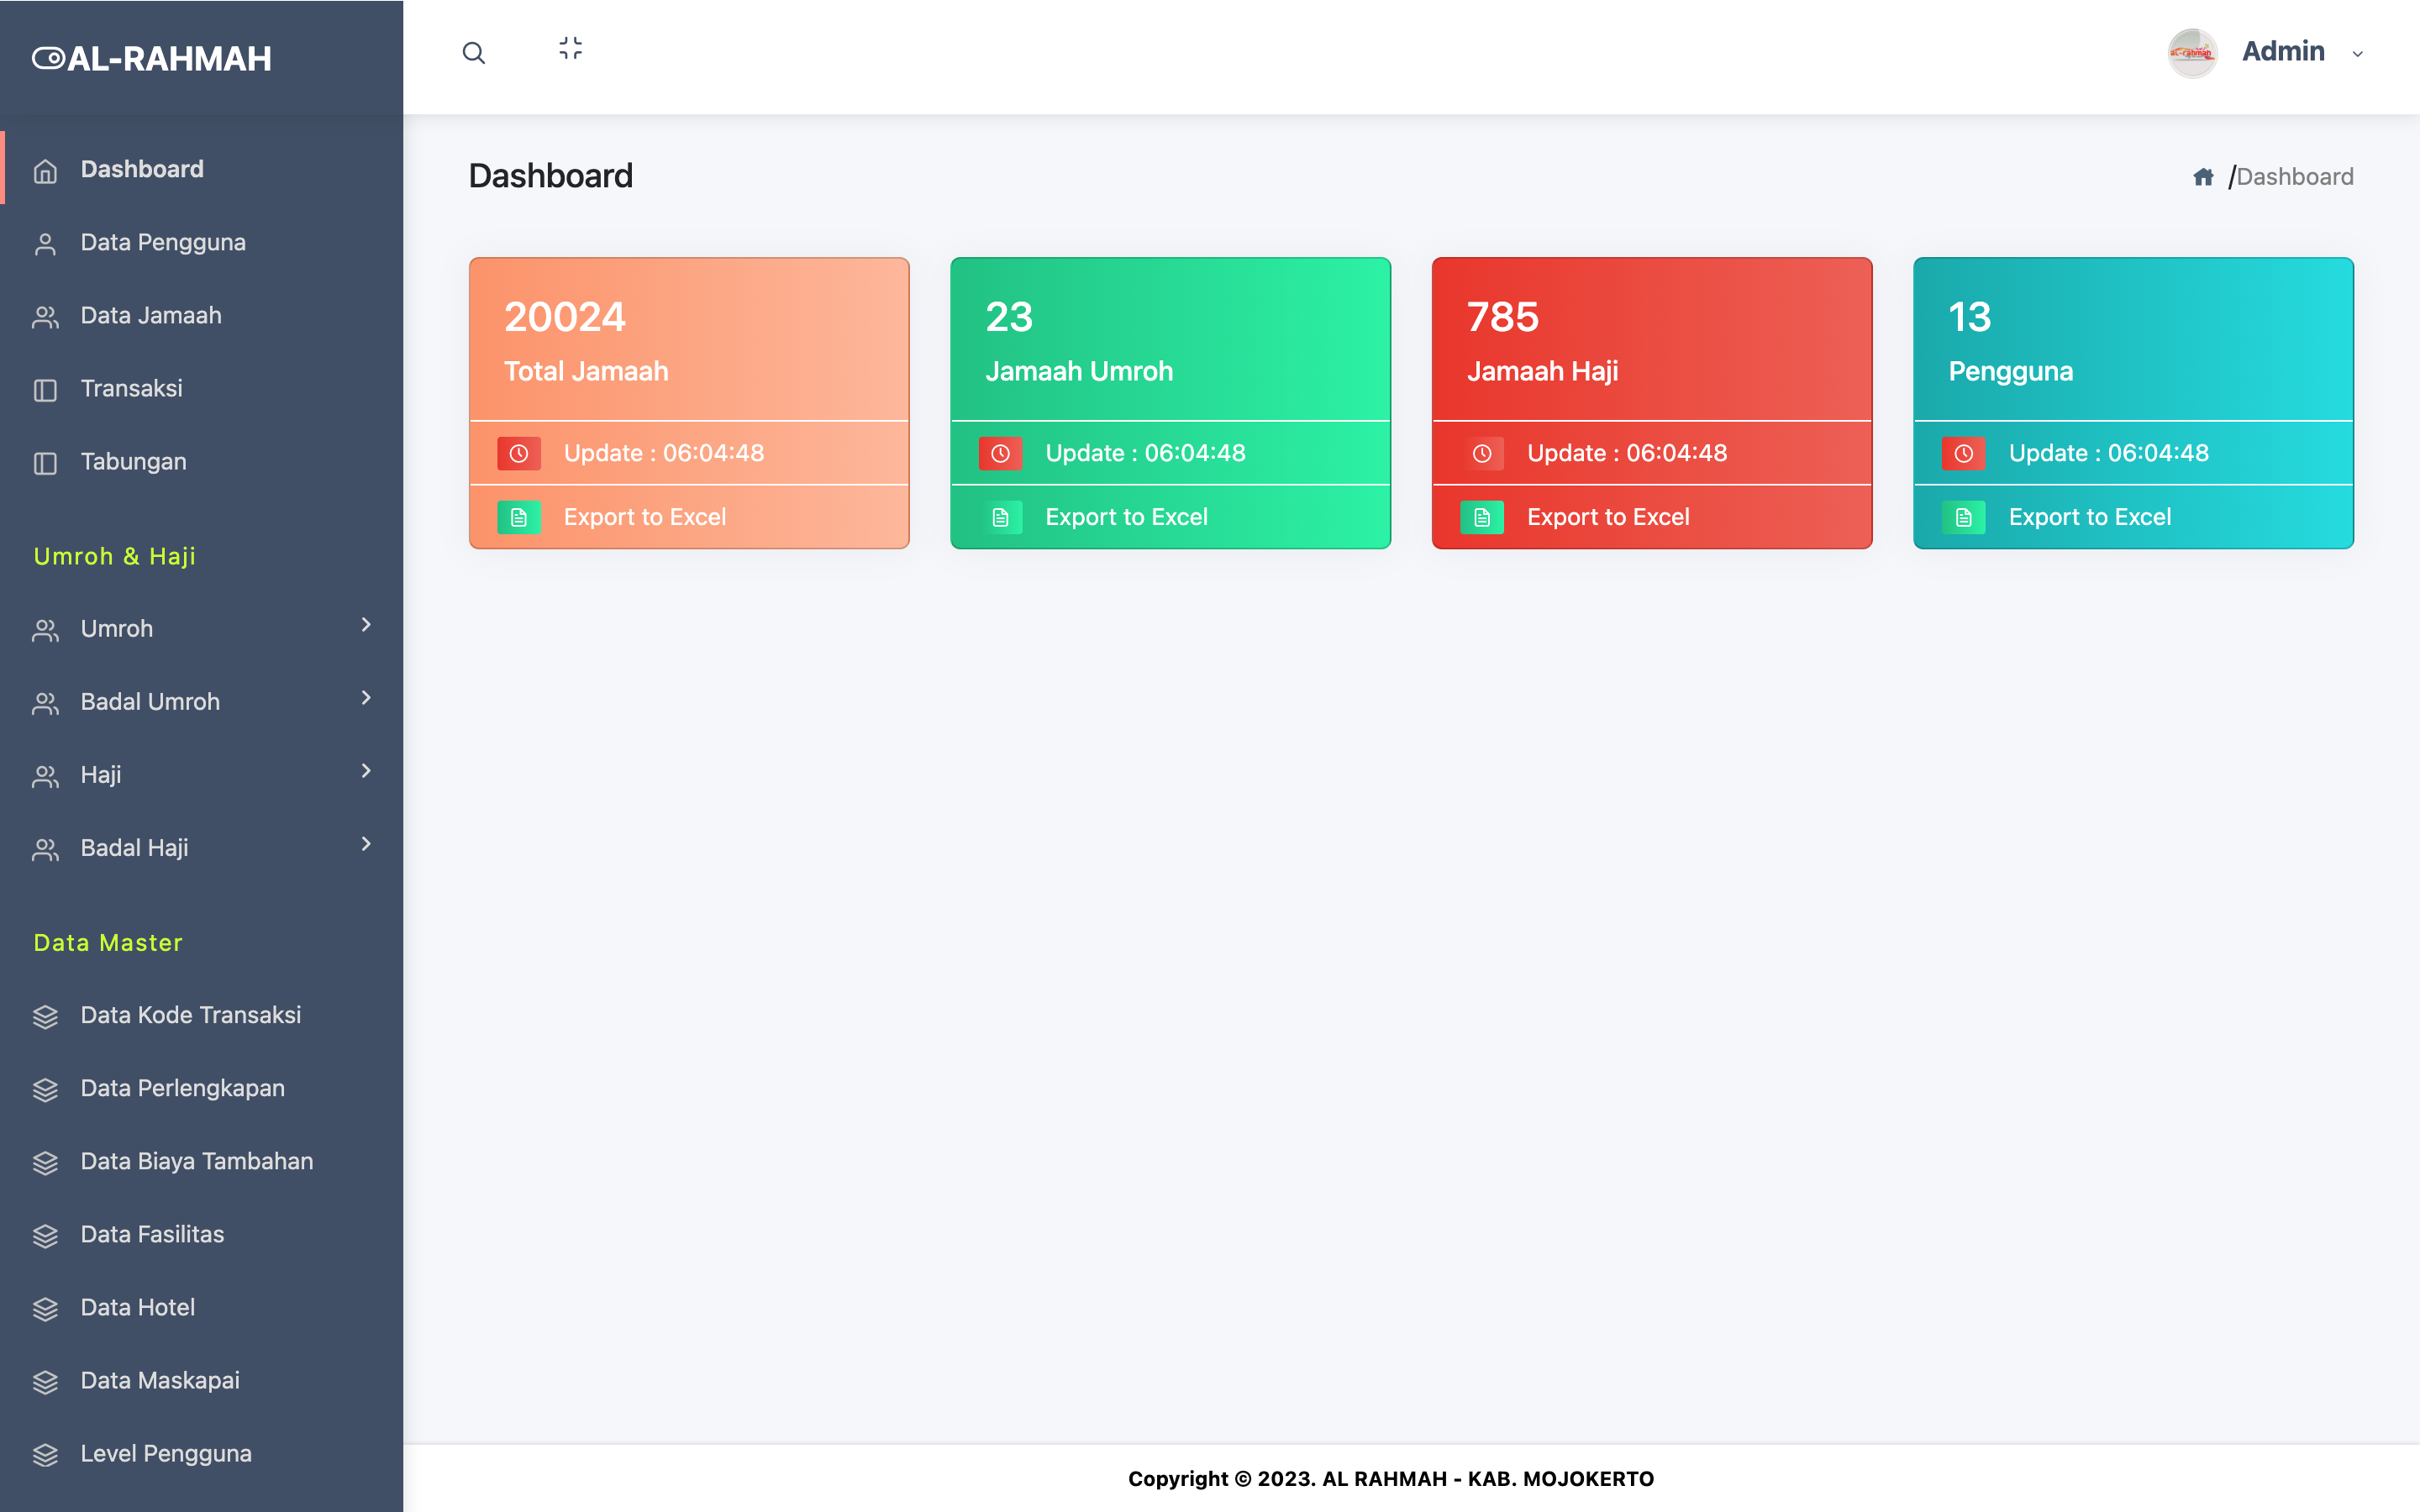 AL-RAHMAH
Dashboard
Data Pengguna
Data Jamaah
Transaksi
Tabungan
Umroh & Haji
Umroh
Badal Umroh
Haji
Badal Haji
Data Master
Data Kode Transaksi
Data Perlengkapan
Data Biaya Tambahan
Data Fasilitas
Data Hotel
Data Maskapai
Level Pengguna
al-rahmah
Admin
Dashboard
/Dashboard
20024
Total Jamaah
Update : 06:04:48
Export to Excel
23
Jamaah Umroh
Update : 06:04:48
Export to Excel
785
Jamaah Haji
Update : 06:04:48
Export to Excel
13
Pengguna
Update : 06:04:48
Export to Excel
Copyright © 2023. AL RAHMAH - KAB. MOJOKERTO